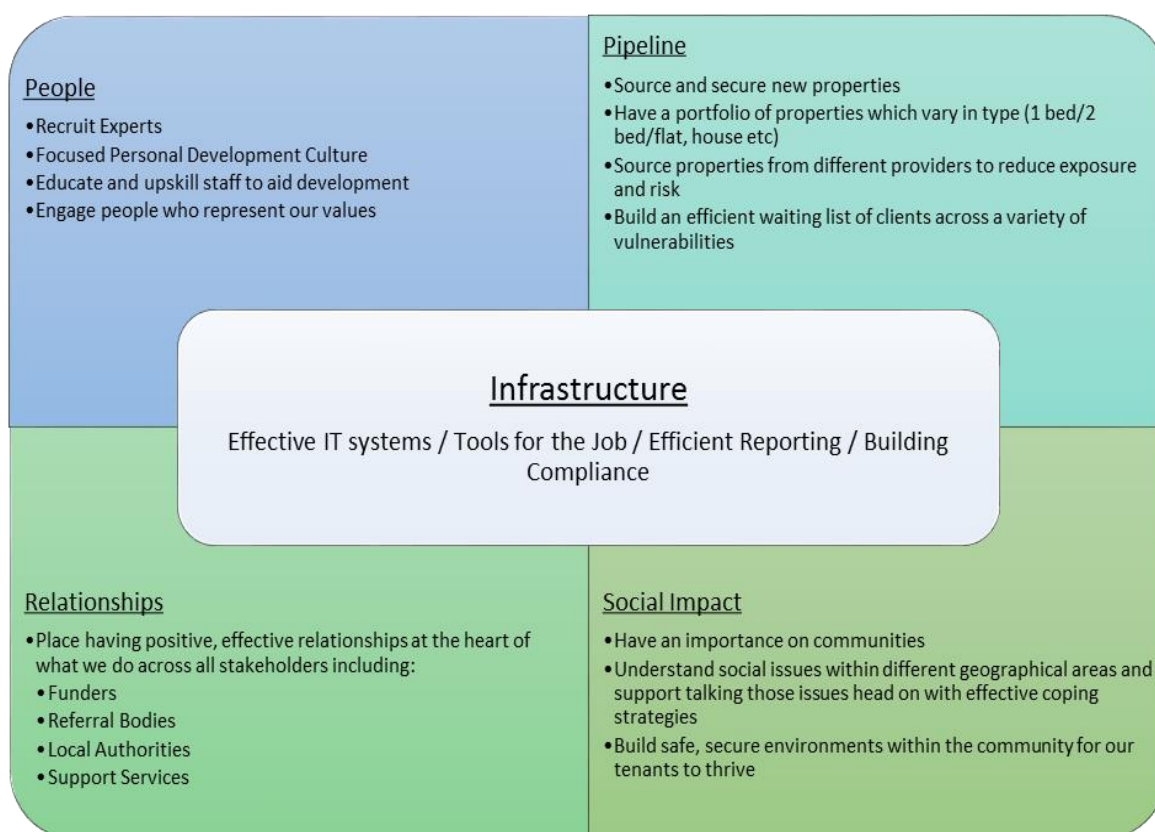 People
•Recruit Experts
•Focused Personal Development Culture
•Educate and upskill staff to aid development
•Engage people who represent our values
Pipeline
•Source and secure new properties
•Have a portfolio of properties which vary in type (1 bed/2
bed/flat, house etc)
•Source properties from different providers to reduce exposure
and risk
•Build an efficient waiting list of clients across a variety of
vulnerabilities
Infrastructure
Effective IT systems / Tools for the Job / Efficient Reporting / Building
Compliance
Relationships
•Place having positive, effective relationships at the heart of
what we do across all stakeholders including:
•Funders
•Referral Bodies
•Local Authorities
•Support Services
Social Impact
•Have an importance on communities
•Understand social issues within different geographical areas and
support talking those issues head on with effective coping
strategies
•Build safe, secure environments within the community for our
tenants to thrive